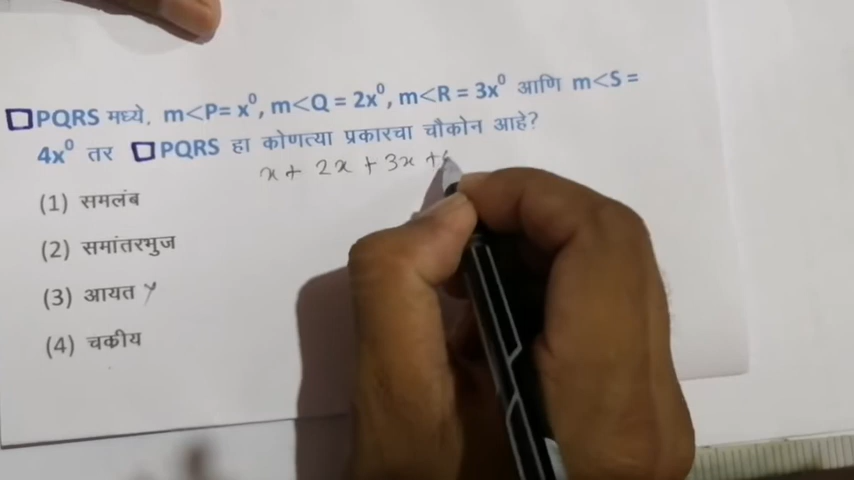 □PQRS मध्ये, m<P= x⁰, m<Q = 2x⁰, m<R = 3x⁰ आणि m<S =
4x⁰ तर □PQRS हा कोणत्या प्रकारचा चौकोन आहे?
x + 2x + 3x +
(1) समलंब
(2) समांतरभुज
(3) आयत
(4) चकीय